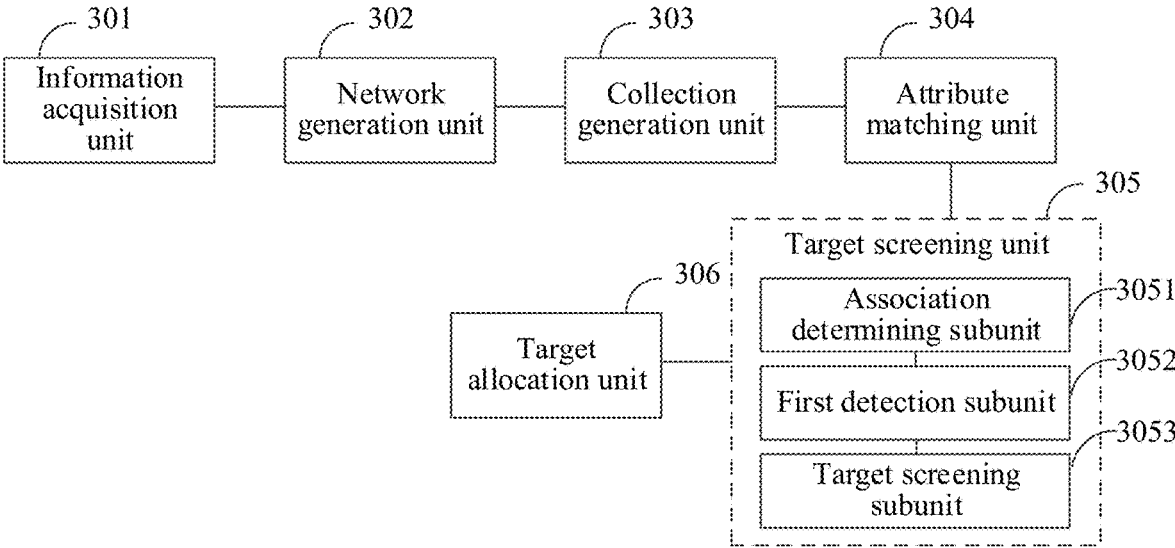 301
302
303
304
Information
acquisition
unit
Network
generation unit
Collection
generation unit
Attribute
matching unit
305
Target screening unit
306
Target
allocation unit
3051
Association
determining subunit
3052
First detection subunit
3053
Target screening
subunit